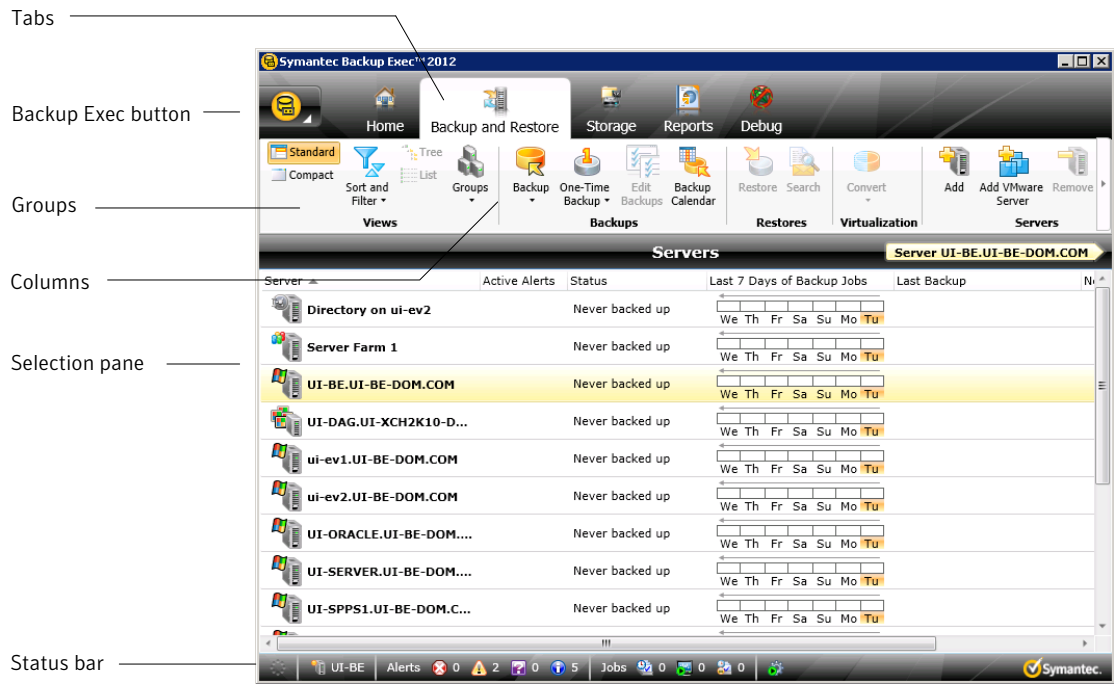 Tabs
Symantec Backup Exec™ 2012
Backup Exec button
Home
Backup and Restore
Storage
Reports
Debug
Standard
Compact
Sort and
Filter
Tree
List
Groups
Views
Backup
One-Time
Backup
Edit
Backups
Backup
Calendar
Backups
Restore
Search
Restores
Convert
Virtualization
Add
Add VMware
Server
Remove
Servers
Groups
Servers
Server UI-BE.UI-BE-DOM.COM
Columns
Server
Active Alerts
Status
Last 7 Days of Backup Jobs
Last Backup
Directory on ui-ev2
Never backed up
We Th Fr Sa Su Mo Tu
Selection pane
Server Farm 1
Never backed up
We Th Fr Sa Su Mo Tu
UI-BE.UI-BE-DOM.COM
Never backed up
We Th Fr Sa Su Mo Tu
UI-DAG.UI-XCH2K10-D...
Never backed up
We Th Fr Sa Su Mo Tu
ui-ev1.UI-BE-DOM.COM
Never backed up
We Th Fr Sa Su Mo Tu
ui-ev2.UI-BE-DOM.COM
Never backed up
We Th Fr Sa Su Mo Tu
UI-ORACLE.UI-BE-DOM....
Never backed up
We Th Fr Sa Su Mo Tu
UI-SERVER.UI-BE-DOM....
Never backed up
We Th Fr Sa Su Mo Tu
UI-SPPS1.UI-BE-DOM.C...
Never backed up
We Th Fr Sa Su Mo Tu
Status bar
UI-BE
Alerts 0 2 0 5
Jobs 0 0 0
Symantec.